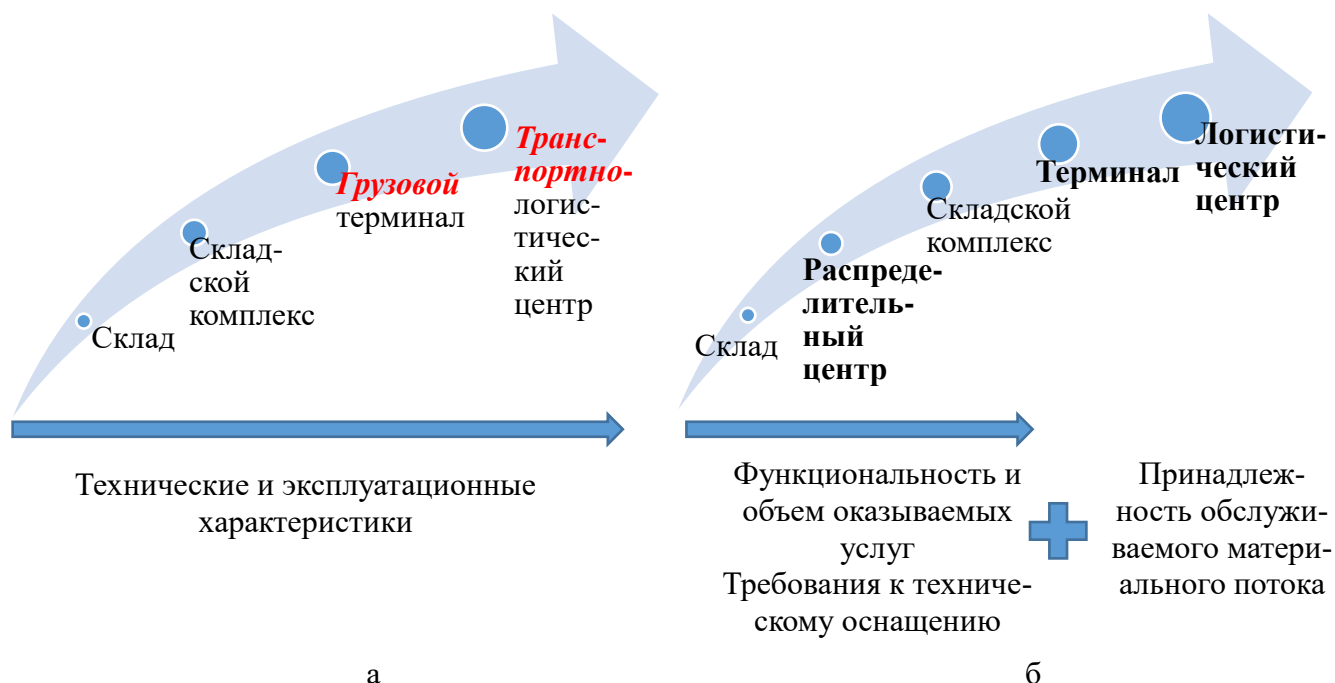 Транс-
портно-
логис-
тичес-
кий
центр
Грузовой
терминал
Склад-
ской
комплекс
Склад
Технические и эксплуатационные
характеристики
а
Логисти-
ческий
центр
Терминал
Складской
комплекс
Распреде-
литель-
ный
центр
Склад
Функциональность и
объем оказываемых
услуг
Требования к техниче-
скому оснащению
Принадлеж-
ность обслужи-
ваемого матери-
ального потока
б